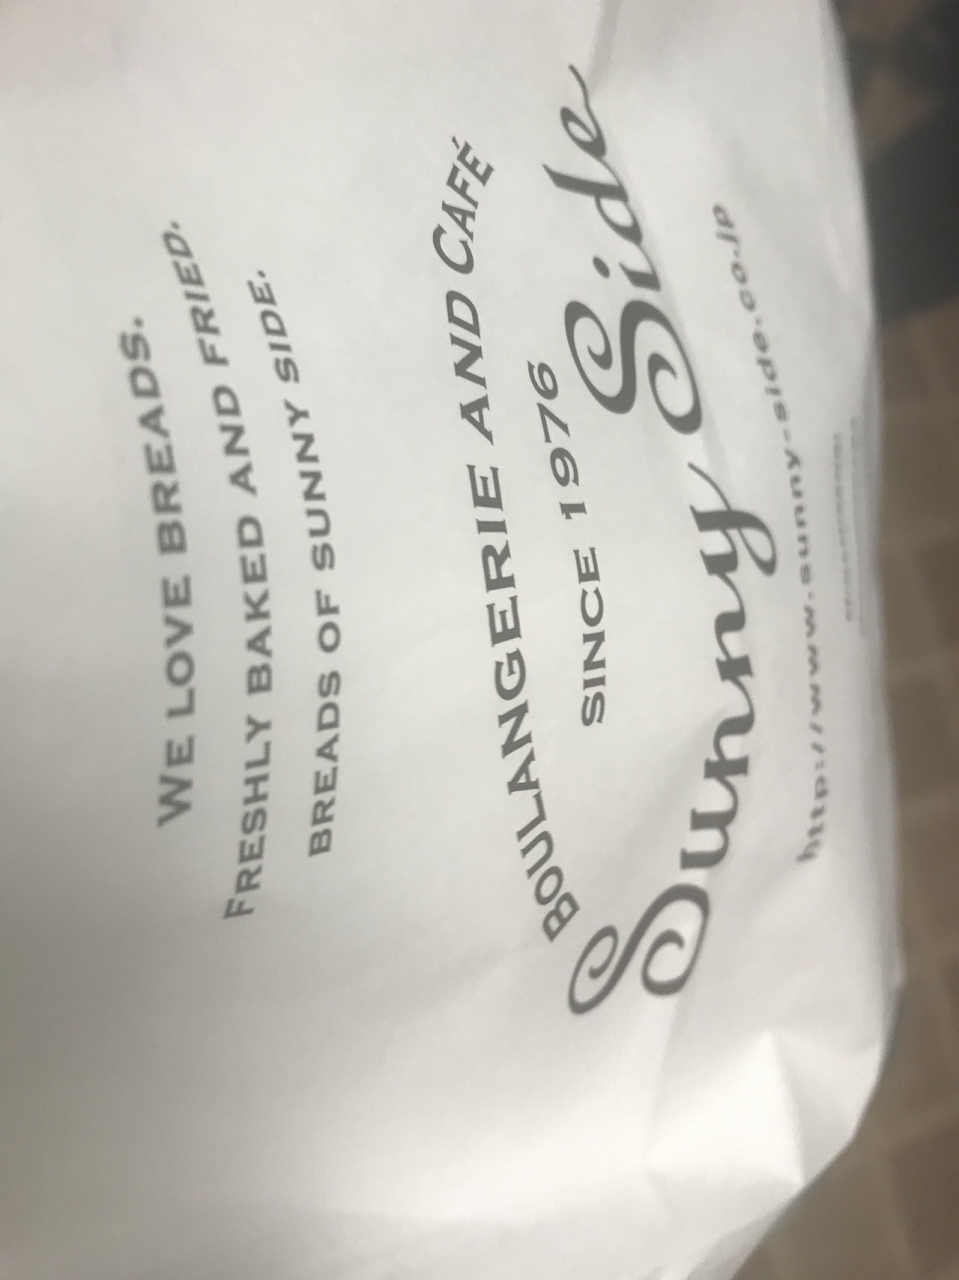 WE LOVE BREADS.
FRESHLY BAKED AND FRIED.
BREADS OF SUNNY SIDE.
BOULANGERIE AND CAFÉ
SINCE 1976
Sunny Side
http://www.sunny-side.co.jp